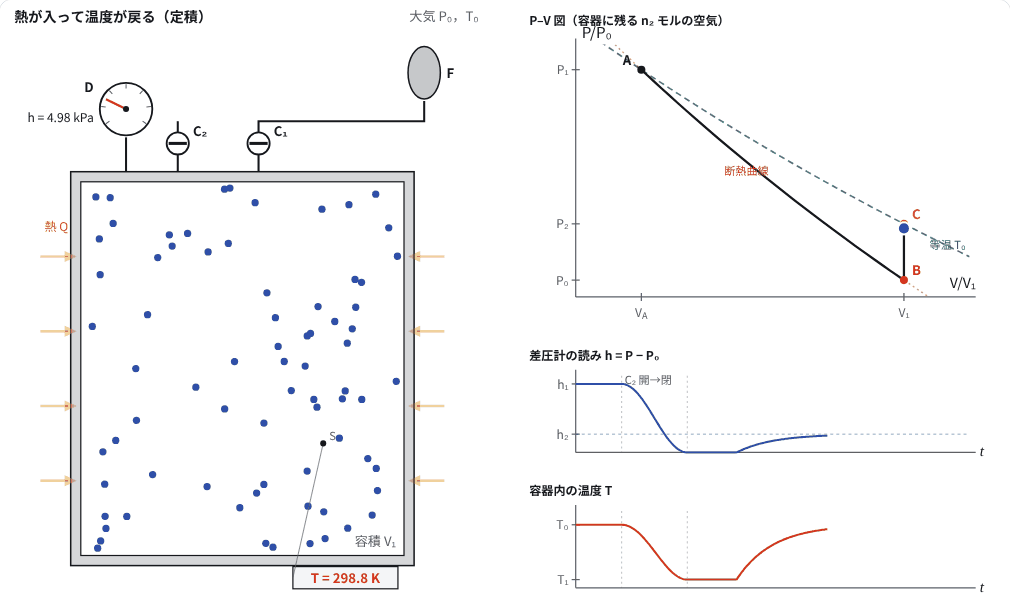 熱が入って温度が戻る（定積）
大気 P₀，T₀
F
D
h = 4.98 kPa
C₂
C₁
熱 Q
S
容積 V₁
T = 298.8 K
P–V 図（容器に残る n₂ モルの空気）
P/P₀
P₁
A
断熱曲線
P₂
C
等温 T₀
P₀
B
V/V₁
V_A
V₁
差圧計の読み h = P − P₀
h₁
C₂ 開→閉
h₂
t
容器内の温度 T
T₀
T₁
t